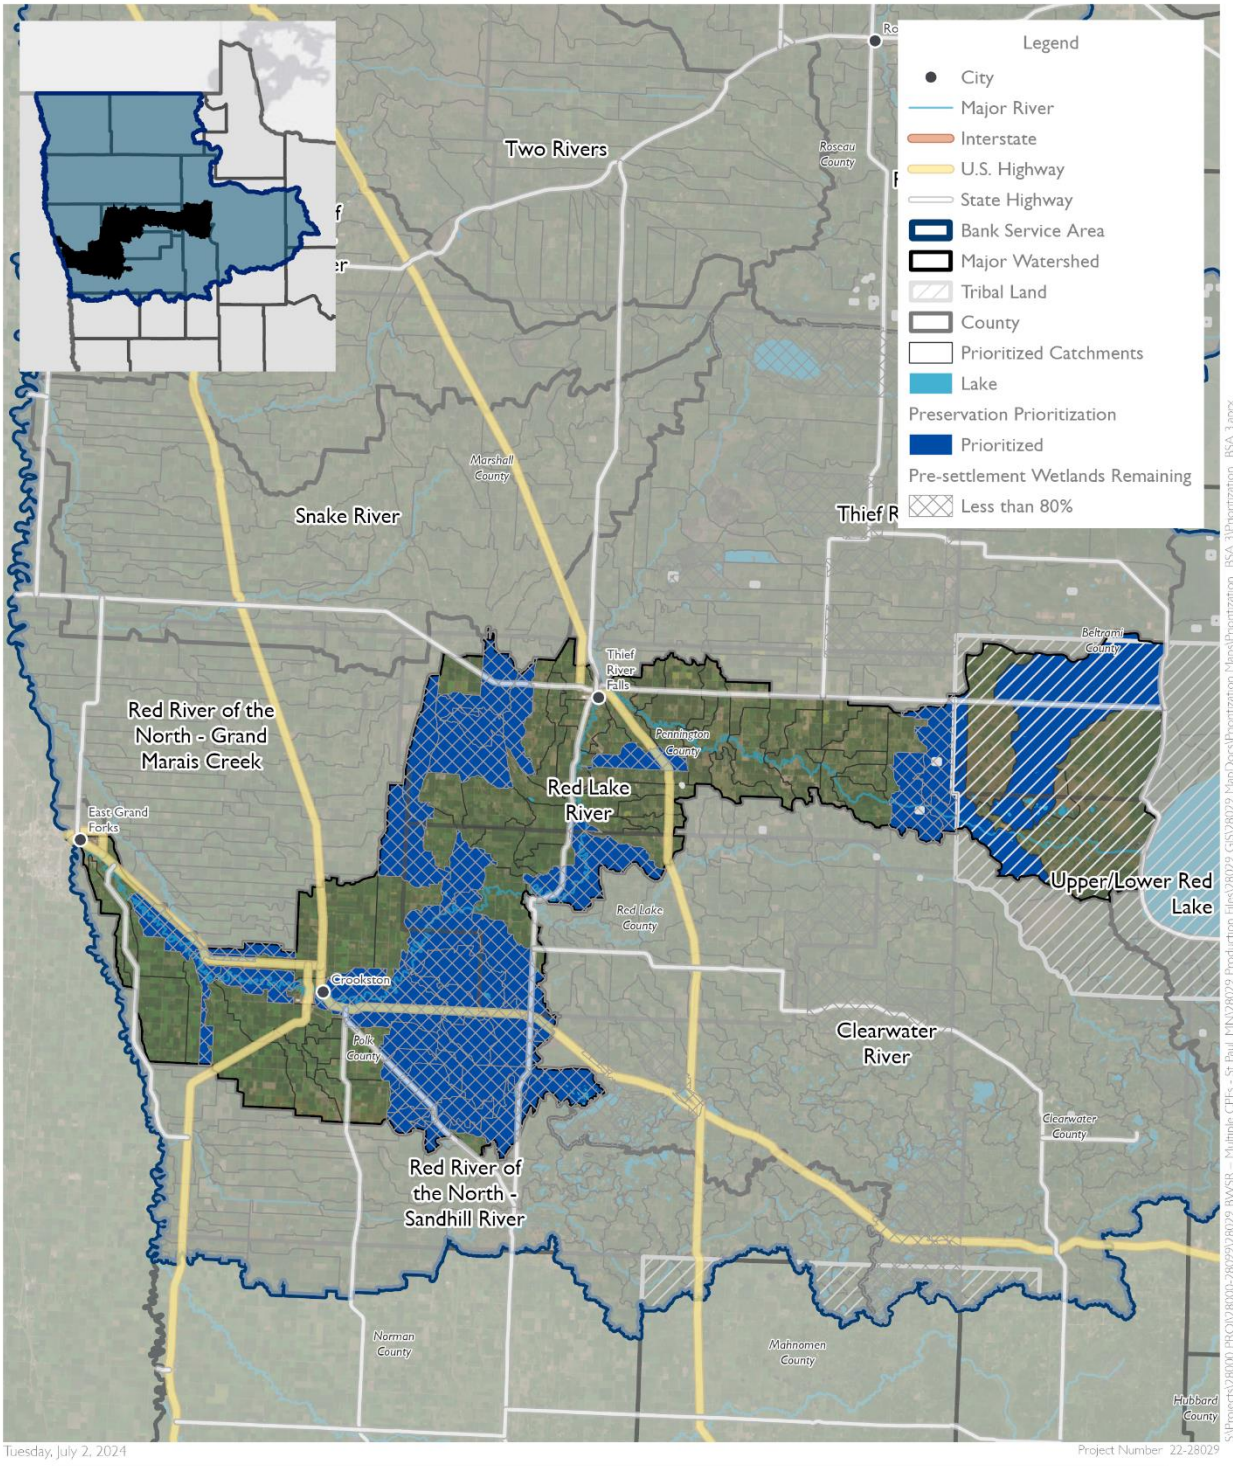 Legend
City
Major River
Interstate
U.S. Highway
State Highway
Bank Service Area
Major Watershed
Tribal Land
County
Prioritized Catchments
Lake
Preservation Prioritization
Prioritized
Pre-settlement Wetlands Remaining
Less than 80%
Ro
Two Rivers
Roseau
County
f
er
Marshall
County
Snake River
Thief R
Beltrami
County
Thief
River
Falls
Red River of the
North - Grand
Marais Creek
Pennington
County
Red Lake
River
East Grand
Forks
Upper/Lower Red
Lake
Red Lake
County
Crookston
Polk
County
Clearwater
River
Clearwater
County
Red River of
the North -
Sandhill River
Norman
County
Mahnomen
County
Hubbard
County
Tuesday, July 2, 2024
Project Number 22-28029